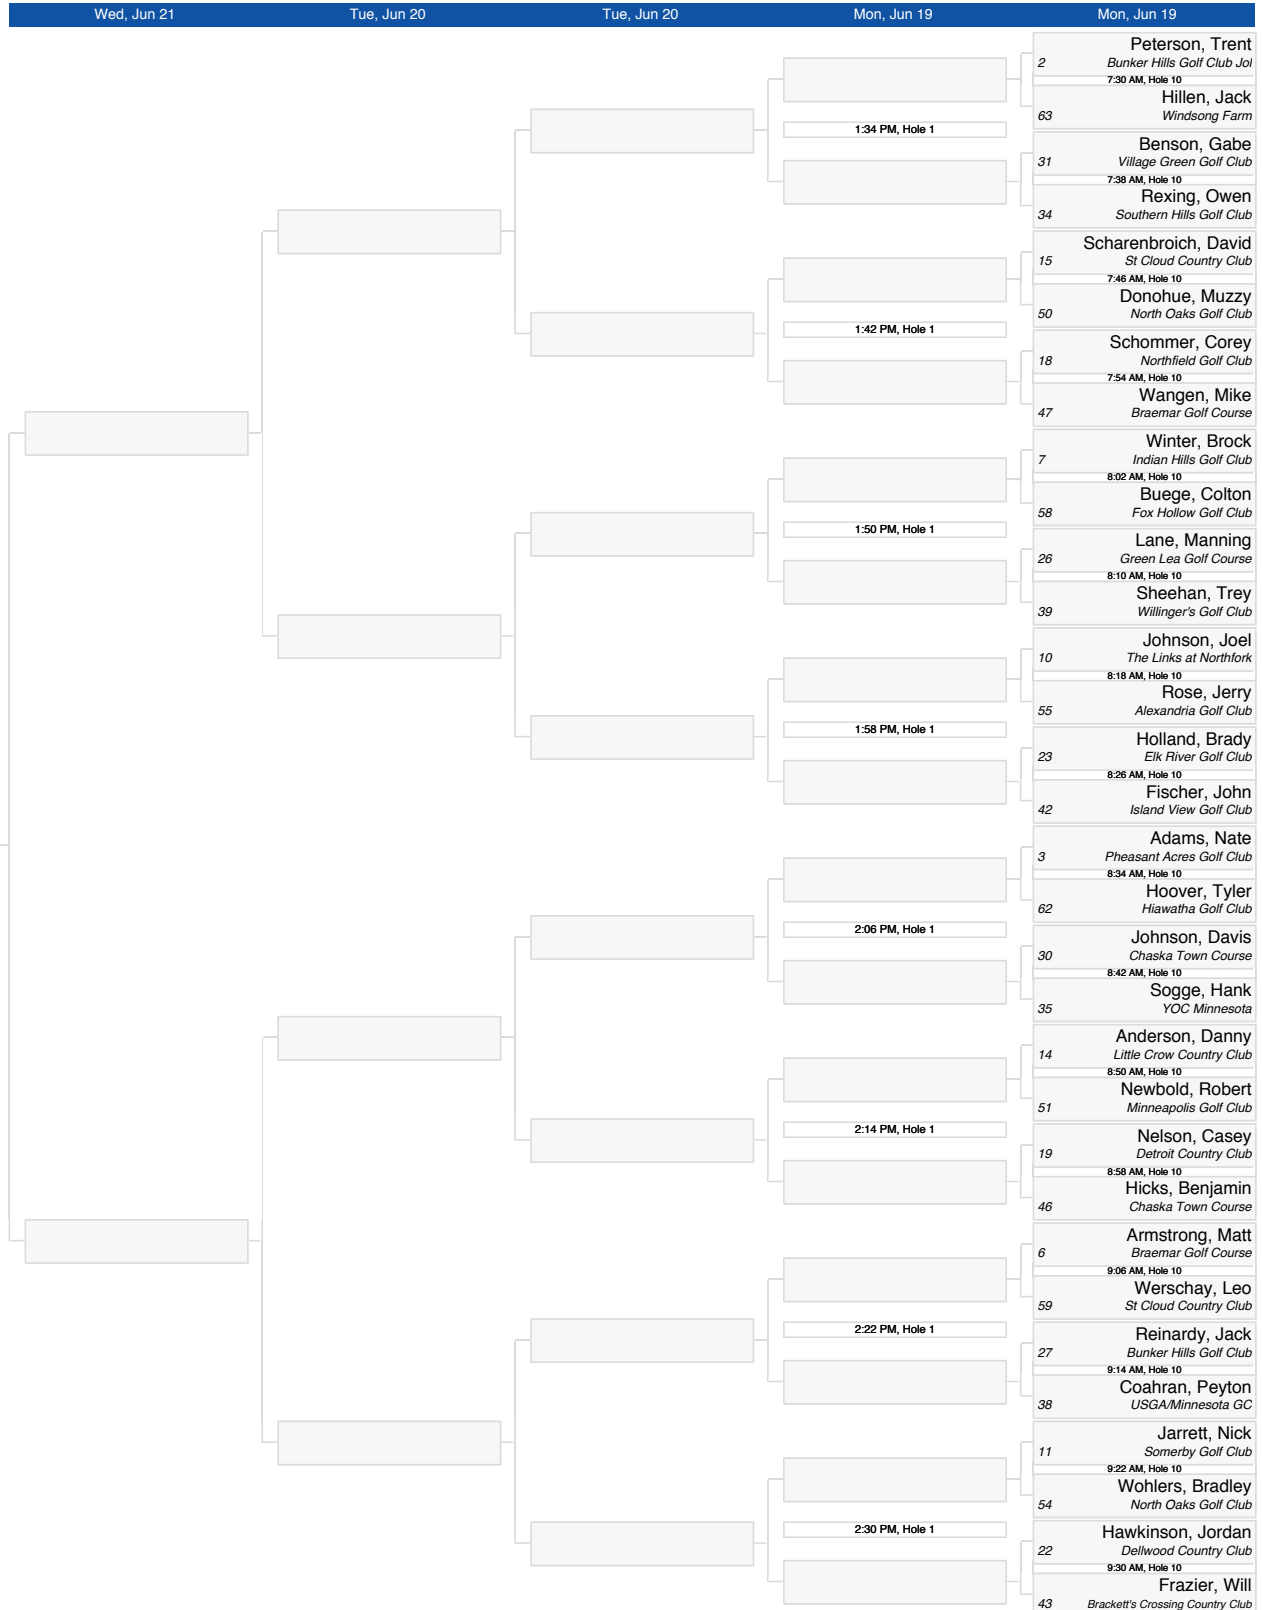 Wed, Jun 21
Tue, Jun 20
Tue, Jun 20
Mon, Jun 19
Mon, Jun 19
Peterson, Trent
2 Bunker Hills Golf Club Jol
7:30 AM, Hole 10
Hillen, Jack
63 Windsong Farm
1:34 PM, Hole 1
Benson, Gabe
31 Village Green Golf Club
7:38 AM, Hole 10
Rexing, Owen
34 Southern Hills Golf Club
Scharenbroich, David
15 St Cloud Country Club
7:46 AM, Hole 10
Donohue, Muzzy
50 North Oaks Golf Club
1:42 PM, Hole 1
Schommer, Corey
18 Northfield Golf Club
7:54 AM, Hole 10
Wangen, Mike
47 Braemar Golf Course
Winter, Brock
7 Indian Hills Golf Club
8:02 AM, Hole 10
Buege, Colton
58 Fox Hollow Golf Club
1:50 PM, Hole 1
Lane, Manning
26 Green Lea Golf Course
8:10 AM, Hole 10
Sheehan, Trey
39 Willinger's Golf Club
Johnson, Joel
10 The Links at Northfork
8:18 AM, Hole 10
Rose, Jerry
55 Alexandria Golf Club
1:58 PM, Hole 1
Holland, Brady
23 Elk River Golf Club
8:26 AM, Hole 10
Fischer, John
42 Island View Golf Club
Adams, Nate
3 Pheasant Acres Golf Club
8:34 AM, Hole 10
Hoover, Tyler
62 Hiawatha Golf Club
2:06 PM, Hole 1
Johnson, Davis
30 Chaska Town Course
8:42 AM, Hole 10
Sogge, Hank
35 YOC Minnesota
Anderson, Danny
14 Little Crow Country Club
8:50 AM, Hole 10
Newbold, Robert
51 Minneapolis Golf Club
2:14 PM, Hole 1
Nelson, Casey
19 Detroit Country Club
8:58 AM, Hole 10
Hicks, Benjamin
46 Chaska Town Course
Armstrong, Matt
6 Braemar Golf Course
9:06 AM, Hole 10
Werschay, Leo
59 St Cloud Country Club
2:22 PM, Hole 1
Reinardy, Jack
27 Bunker Hills Golf Club
9:14 AM, Hole 10
Coahran, Peyton
38 USGA/Minnesota GC
Jarrett, Nick
11 Somerby Golf Club
9:22 AM, Hole 10
Wohlers, Bradley
54 North Oaks Golf Club
2:30 PM, Hole 1
Hawkinson, Jordan
22 Dellwood Country Club
9:30 AM, Hole 10
Frazier, Will
43 Brackett's Crossing Country Club